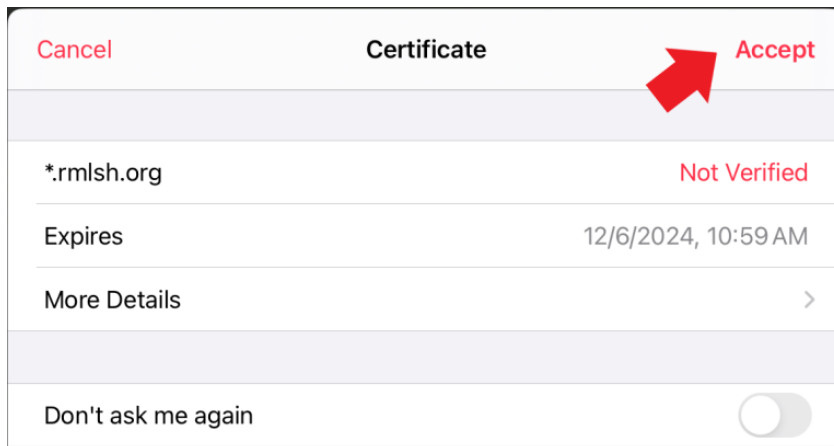 Cancel Certificate Accept
*.rmlsh.org Not Verified
Expires 12/6/2024, 10:59 AM
More Details
Don't ask me again